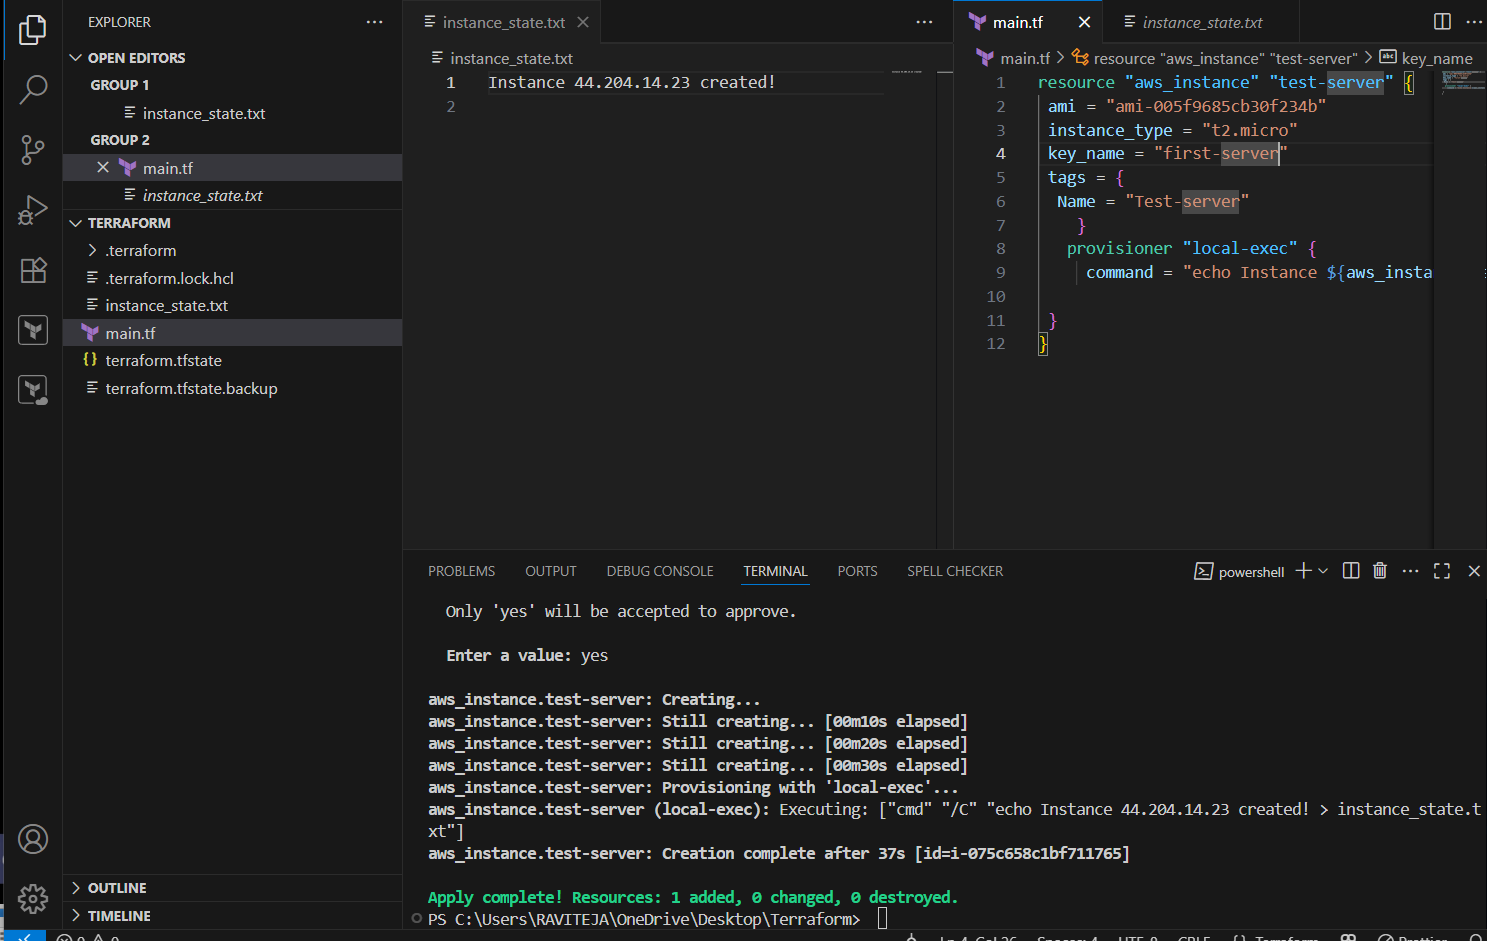 EXPLORER
OPEN EDITORS
GROUP 1
instance_state.txt
GROUP 2
main.tf
instance_state.txt
TERRAFORM
.terraform
.terraform.lock.hcl
instance_state.txt
main.tf
terraform.tfstate
terraform.tfstate.backup
OUTLINE
TIMELINE
instance_state.txt
instance_state.txt
1 Instance 44.204.14.23 created!
2
main.tf
instance_state.txt
main.tf > resource "aws_instance" "test-server" > abc key_name
1 resource "aws_instance" "test-server" {
2 ami = "ami-005f9685cb30f234b"
3 instance_type = "t2.micro"
4 key_name = "first-server"
5 tags = {
6 Name = "Test-server"
7 }
8 provisioner "local-exec" {
9 command = "echo Instance ${aws_insta
10
11 }
12 }
PROBLEMS OUTPUT DEBUG CONSOLE TERMINAL PORTS SPELL CHECKER
powershell
Only 'yes' will be accepted to approve.
Enter a value: yes
aws_instance.test-server: Creating...
aws_instance.test-server: Still creating... [00m10s elapsed]
aws_instance.test-server: Still creating... [00m20s elapsed]
aws_instance.test-server: Still creating... [00m30s elapsed]
aws_instance.test-server: Provisioning with 'local-exec'...
aws_instance.test-server (local-exec): Executing: ["cmd" "/C" "echo Instance 44.204.14.23 created! > instance_state.t
xt"]
aws_instance.test-server: Creation complete after 37s [id=i-075c658c1bf711765]
Apply complete! Resources: 1 added, 0 changed, 0 destroyed.
PS C:\Users\RAVITEJA\OneDrive\Desktop\Terraform>